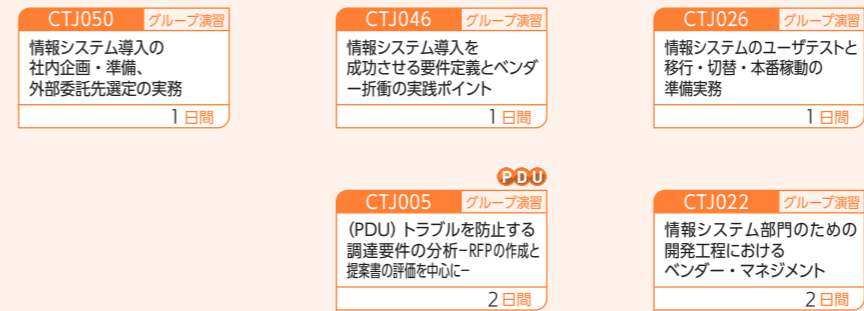 CTJ050 グループ演習
情報システム導入の
社内企画・準備、
外部委託先選定の実務
1日間
CTJ046 グループ演習
情報システム導入を
成功させる要件定義とベンダ
ー折衝の実践ポイント
1日間
CTJ026 グループ演習
情報システムのユーザテストと
移行・切替・本番稼動の
準備実務
1日間
PDU
CTJ005 グループ演習
(PDU) トラブルを防止する
調達要件の分析−RFPの作成と
提案書の評価を中心に−
2日間
CTJ022 グループ演習
情報システム部門のための
開発工程における
ベンダー・マネジメント
2日間